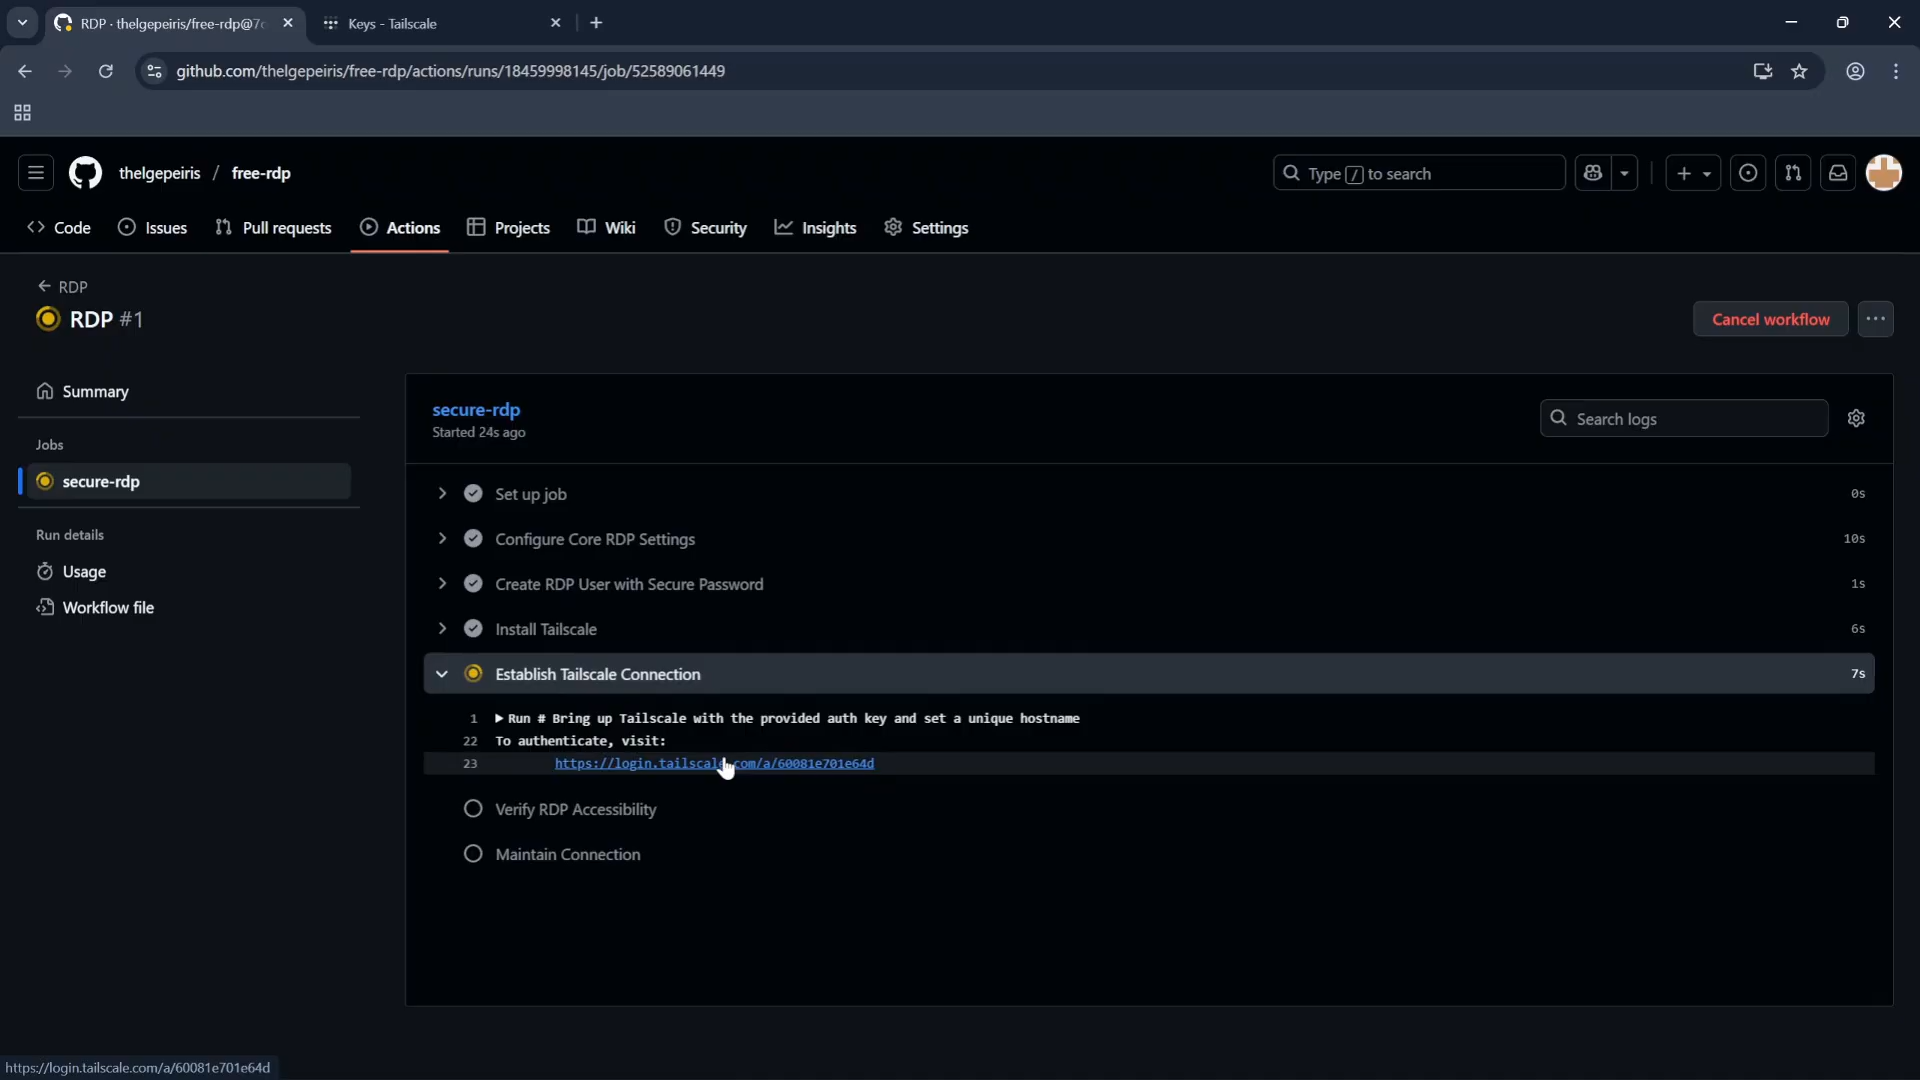 RDP · thelgepeiris/free-rdp@7c
Keys - Tailscale
github.com/thelgepeiris/free-rdp/actions/runs/18459998145/job/52589061449
thelgepeiris / free-rdp
Type / to search
Code
Issues
Pull requests
Actions
Projects
Wiki
Security
Insights
Settings
RDP
RDP #1
Cancel workflow
Summary
Jobs
secure-rdp
Run details
Usage
Workflow file
secure-rdp
Started 24s ago
Search logs
Set up job 0s
Configure Core RDP Settings 10s
Create RDP User with Secure Password 1s
Install Tailscale 6s
Establish Tailscale Connection 7s
1 Run # Bring up Tailscale with the provided auth key and set a unique hostname
22 To authenticate, visit:
23 https://login.tailscale.com/a/60081e701e64d
Verify RDP Accessibility
Maintain Connection
https://login.tailscale.com/a/60081e701e64d